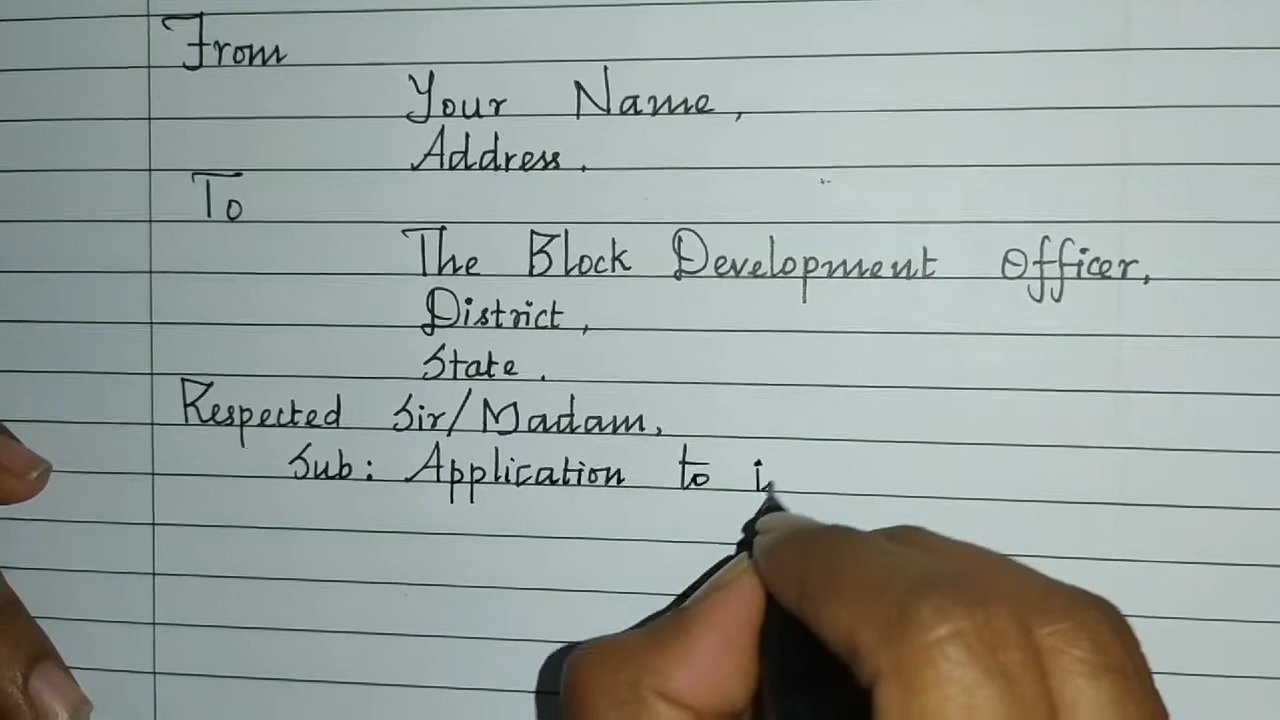 From
Your Name,
Address.
To
The Block Development Officer,
District,
State.
Respected Sir/Madam,
Sub: Application to i